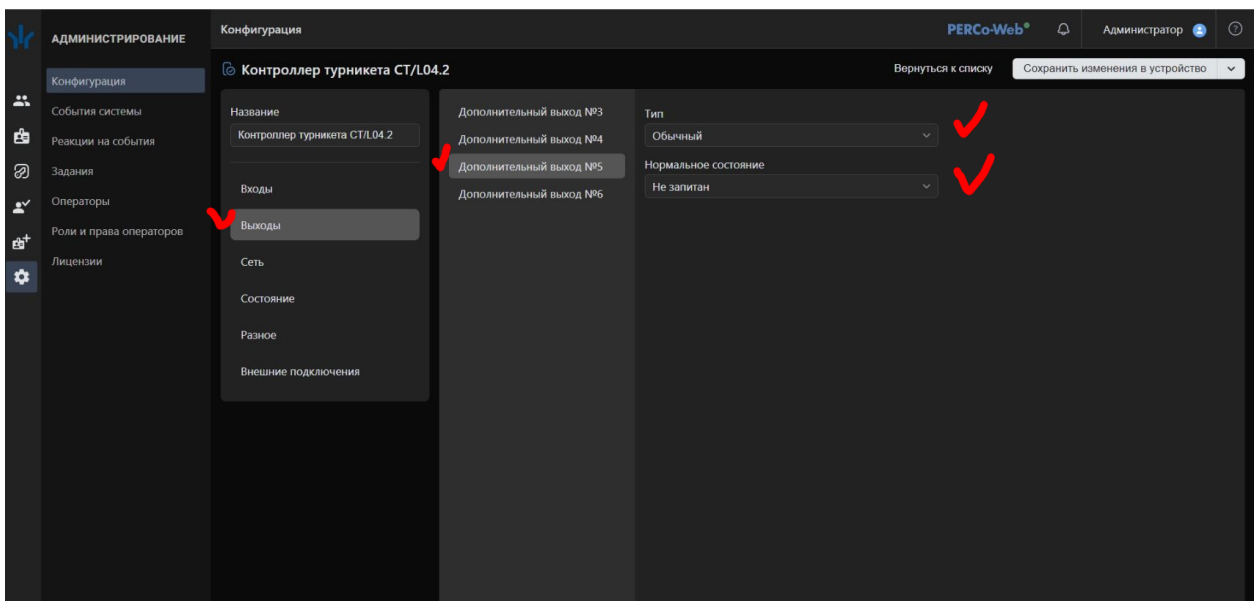 АДМИНИСТРИРОВАНИЕ
Конфигурация
События системы
Реакции на события
Задания
Операторы
Роли и права операторов
Лицензии
Конфигурация
PERCo-Web
Администратор
?
Контроллер турникета CT/L04.2
Вернуться к списку
Сохранить изменения в устройство
Название
Контроллер турникета CT/L04.2
Входы
Выходы
Сеть
Состояние
Разное
Внешние подключения
Дополнительный выход №3
Дополнительный выход №4
Дополнительный выход №5
Дополнительный выход №6
Тип
Обычный
Нормальное состояние
Не запитан